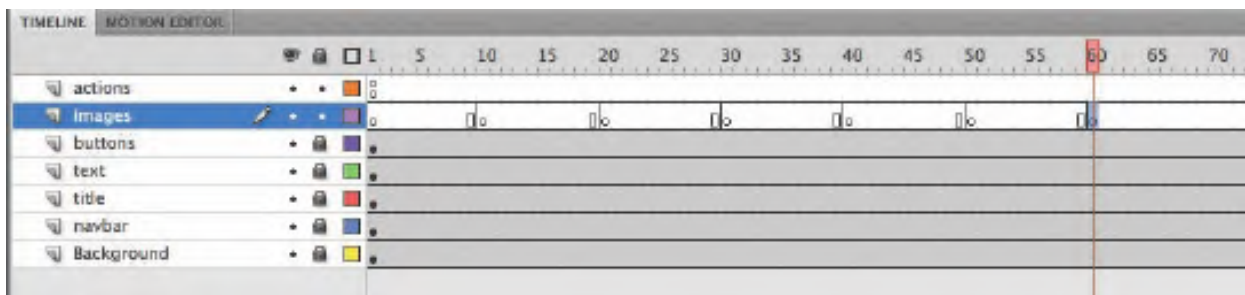 TIMELINE MOTION EDITOR
1 5 10 15 20 25 30 35 40 45 50 55 60 65 70
actions
images
buttons
text
title
navbar
Background